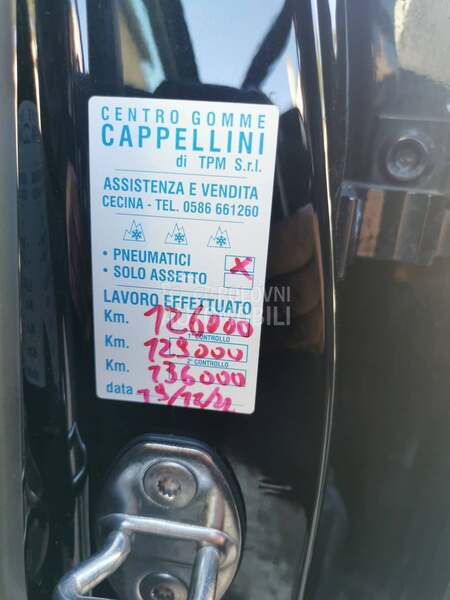 CENTRO GOMME
CAPPELLINI
di TPM S.r.l.
ASSISTENZA E VENDITA
CECINA - TEL. 0586 661260
• PNEUMATICI X
• SOLO ASSETTO
LAVORO EFFETTUATO
Km. 126000
1° CONTROLLO
Km. 129000
2° CONTROLLO
Km. 136000
data